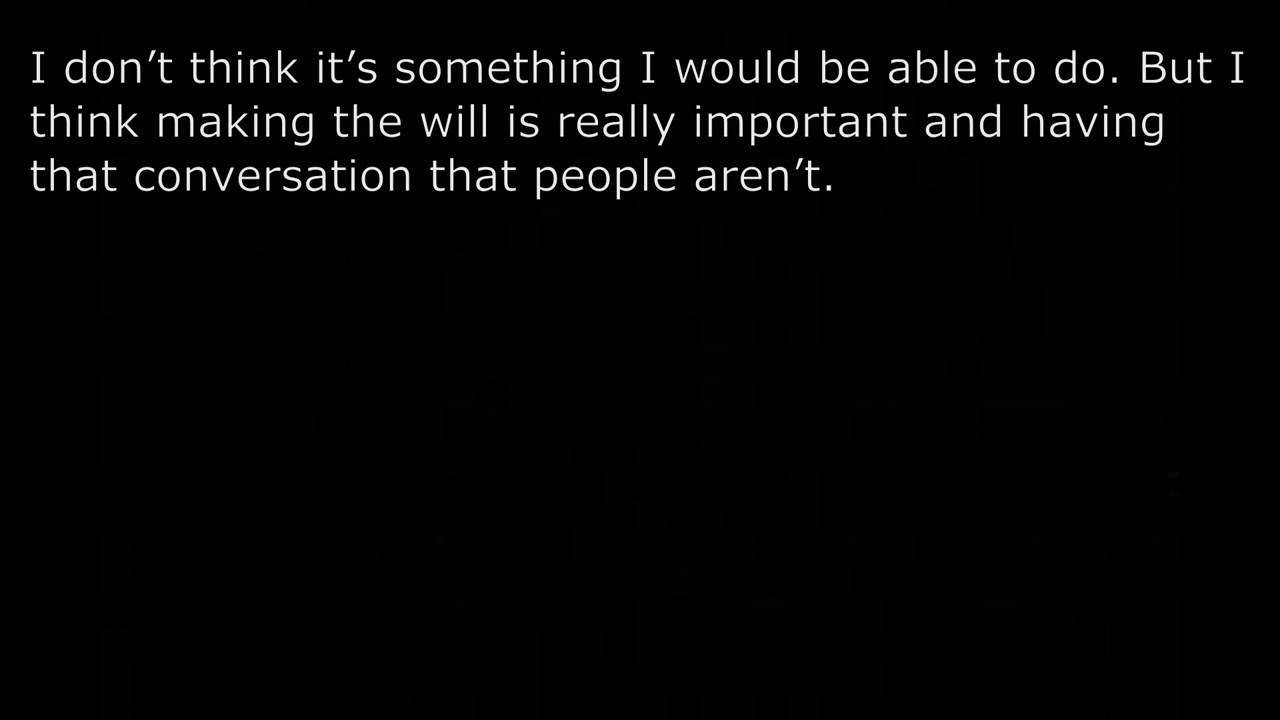 I don’t think it’s something I would be able to do. But I
think making the will is really important and having
that conversation that people aren’t.